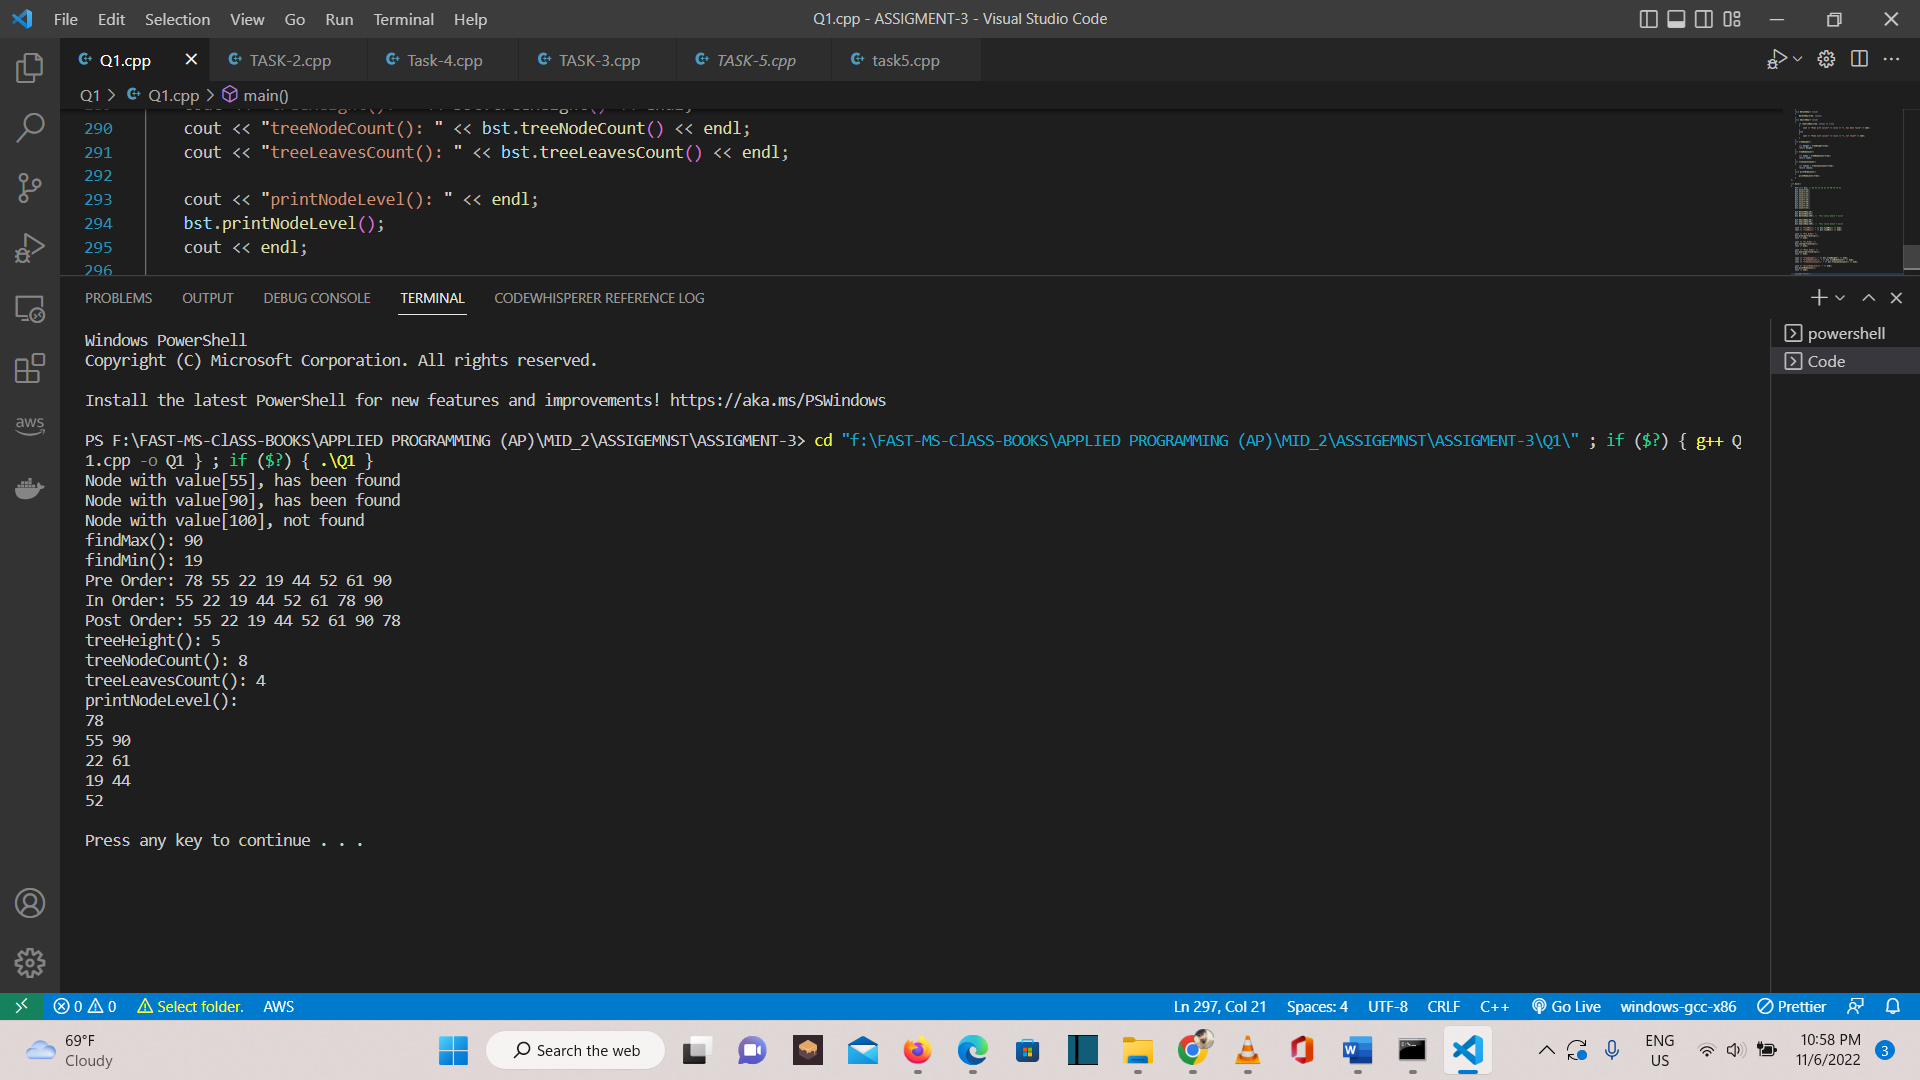 File Edit Selection View Go Run Terminal Help
Q1.cpp - ASSIGMENT-3 - Visual Studio Code
Q1.cpp TASK-2.cpp Task-4.cpp TASK-3.cpp TASK-5.cpp task5.cpp
Q1 > Q1.cpp > main()
290 cout << "treeNodeCount(): " << bst.treeNodeCount() << endl;
291 cout << "treeLeavesCount(): " << bst.treeLeavesCount() << endl;
292
293 cout << "printNodeLevel(): " << endl;
294 bst.printNodeLevel();
295 cout << endl;
296
PROBLEMS OUTPUT DEBUG CONSOLE TERMINAL CODEWHISPERER REFERENCE LOG
powershell
Code
Windows PowerShell
Copyright (C) Microsoft Corporation. All rights reserved.
Install the latest PowerShell for new features and improvements! https://aka.ms/PSWindows
PS F:\FAST-MS-ClASS-BOOKS\APPLIED PROGRAMMING (AP)\MID_2\ASSIGEMNST\ASSIGMENT-3> cd "f:\FAST-MS-ClASS-BOOKS\APPLIED PROGRAMMING (AP)\MID_2\ASSIGEMNST\ASSIGMENT-3\Q1\" ; if ($?) { g++ Q
1.cpp -o Q1 } ; if ($?) { .\Q1 }
Node with value[55], has been found
Node with value[90], has been found
Node with value[100], not found
findMax(): 90
findMin(): 19
Pre Order: 78 55 22 19 44 52 61 90
In Order: 55 22 19 44 52 61 78 90
Post Order: 55 22 19 44 52 61 90 78
treeHeight(): 5
treeNodeCount(): 8
treeLeavesCount(): 4
printNodeLevel():
78
55 90
22 61
19 44
52
Press any key to continue . . .
aws
0 0 Select folder. AWS
Ln 297, Col 21 Spaces: 4 UTF-8 CRLF C++ Go Live windows-gcc-x86 Prettier
69°F
Cloudy
Search the web
ENG
US
10:58 PM
11/6/2022
3